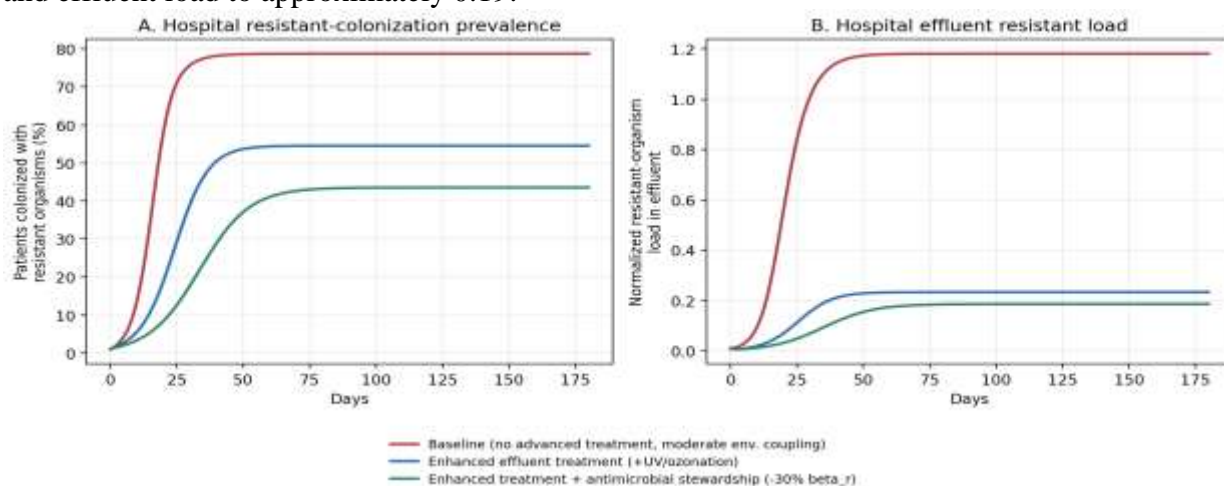 and effluent load to approximately 0.19.
A. Hospital resistant-colonization prevalence
Patients colonized with
resistant organisms (%)
80
70
60
50
40
30
20
10
0
0 25 50 75 100 125 150 175
Days
B. Hospital effluent resistant load
Normalized resistant-organism
load in effluent
1.2
1.0
0.8
0.6
0.4
0.2
0.0
0 25 50 75 100 125 150 175
Days
Baseline (no advanced treatment, moderate env. coupling)
Enhanced effluent treatment (+UV/ozonation)
Enhanced treatment + antimicrobial stewardship (-30% beta_r)